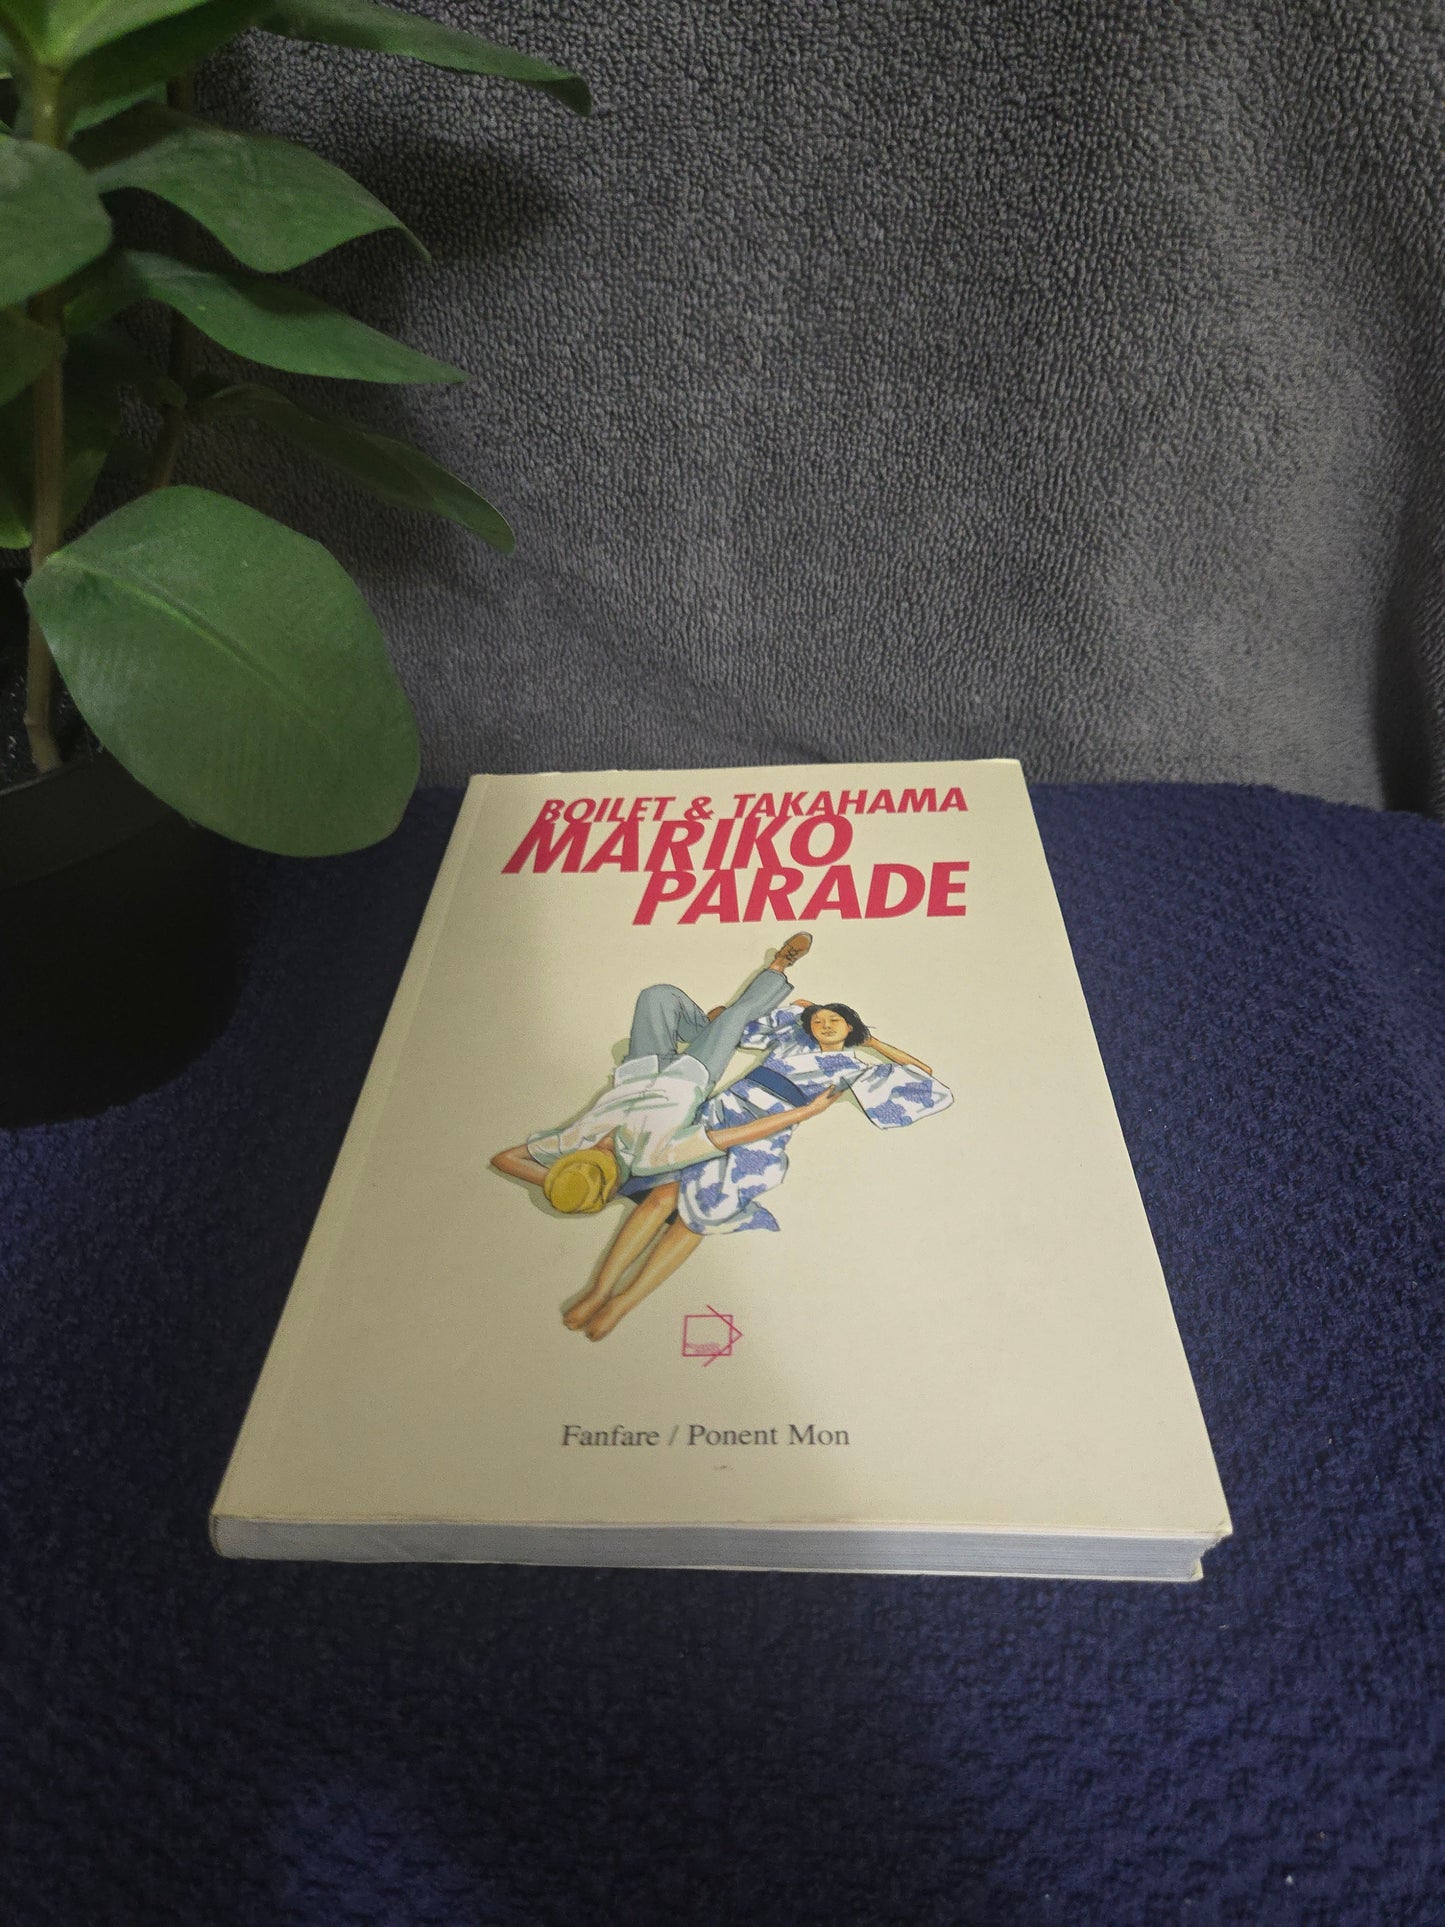 BOILET & TAKAHAMA
MARIKO
PARADE
Fanfare / Ponent Mon